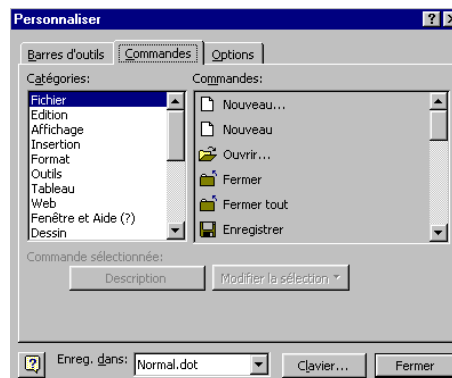 Personnaliser
Barres d'outils Commandes Options
Catégories: Commandes:
Fichier
Edition
Affichage
Insertion
Format
Outils
Tableau
Web
Fenêtre et Aide (?)
Dessin
Nouveau...
Nouveau
Ouvrir...
Fermer
Fermer tout
Enregistrer
Commande sélectionnée:
Description Modifier la sélection
Enreg. dans: Normal.dot Clavier... Fermer